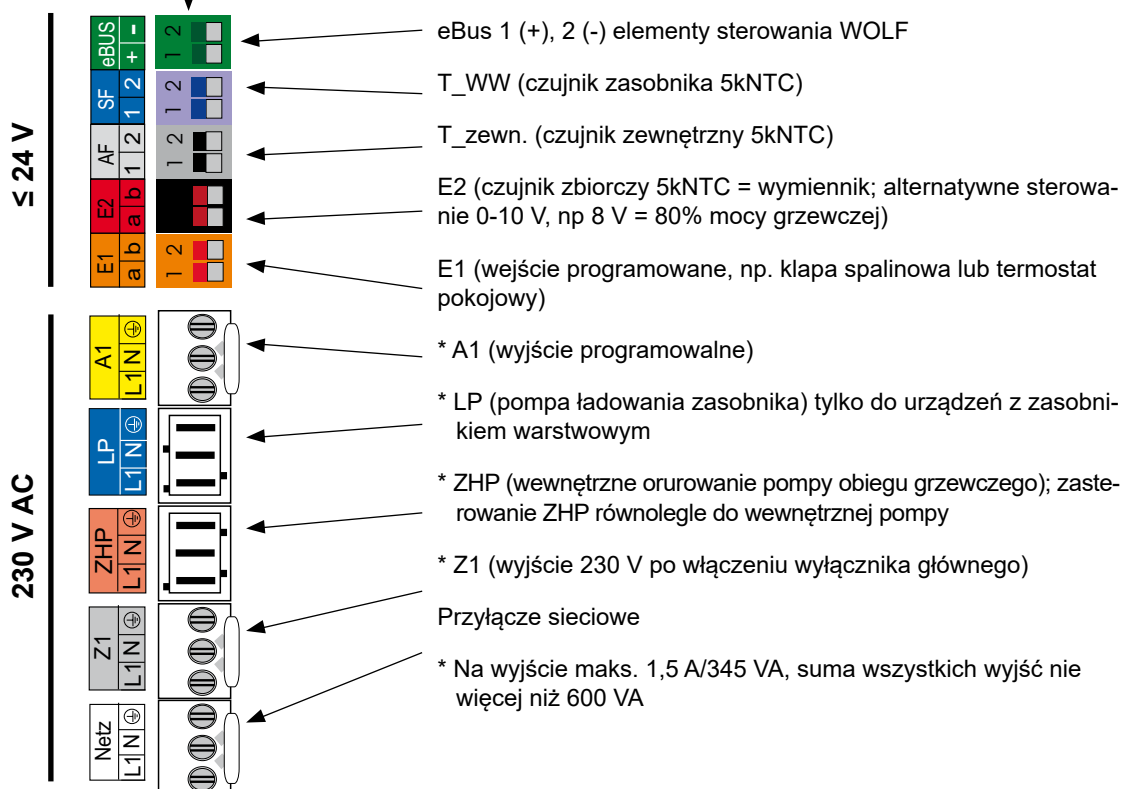 ≤ 24 V
eBUS + -
1 2
SF 1 2
1 2
AF 1 2
1 2
E2 a b
E1 a b
1 2
230 V AC
A1 L1 N
LP L1 N
ZHP L1 N
Z1 L1 N
Netz L1 N
eBus 1 (+), 2 (-) elementy sterowania WOLF
T_WW (czujnik zasobnika 5kNTC)
T_zewn. (czujnik zewnętrzny 5kNTC)
E2 (czujnik zbiorczy 5kNTC = wymiennik; alternatywne sterowa-
nie 0-10 V, np 8 V = 80% mocy grzewczej)
E1 (wejście programowane, np. klapa spalinowa lub termostat
pokojowy)
* A1 (wyjście programowalne)
* LP (pompa ładowania zasobnika) tylko do urządzeń z zasobni-
kiem warstwowym
* ZHP (wewnętrzne orurowanie pompy obiegu grzewczego); zaste-
rowanie ZHP równolegle do wewnętrznej pompy
* Z1 (wyjście 230 V po włączeniu wyłącznika głównego)
Przyłącze sieciowe
* Na wyjście maks. 1,5 A/345 VA, suma wszystkich wyjść nie
więcej niż 600 VA